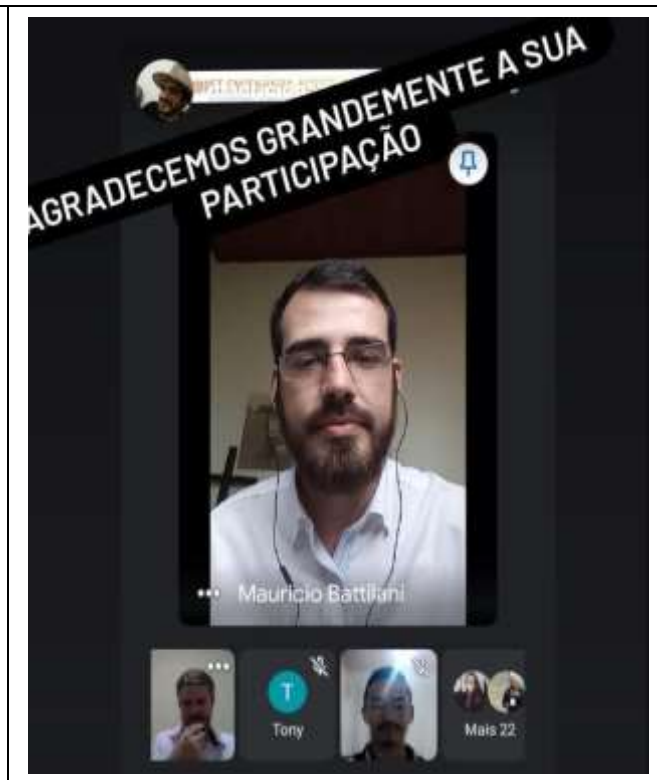 AGRADECEMOS GRANDEMENTE A SUA
PARTICIPAÇÃO
Mauricio Battilani
T
Tony
Mais 22